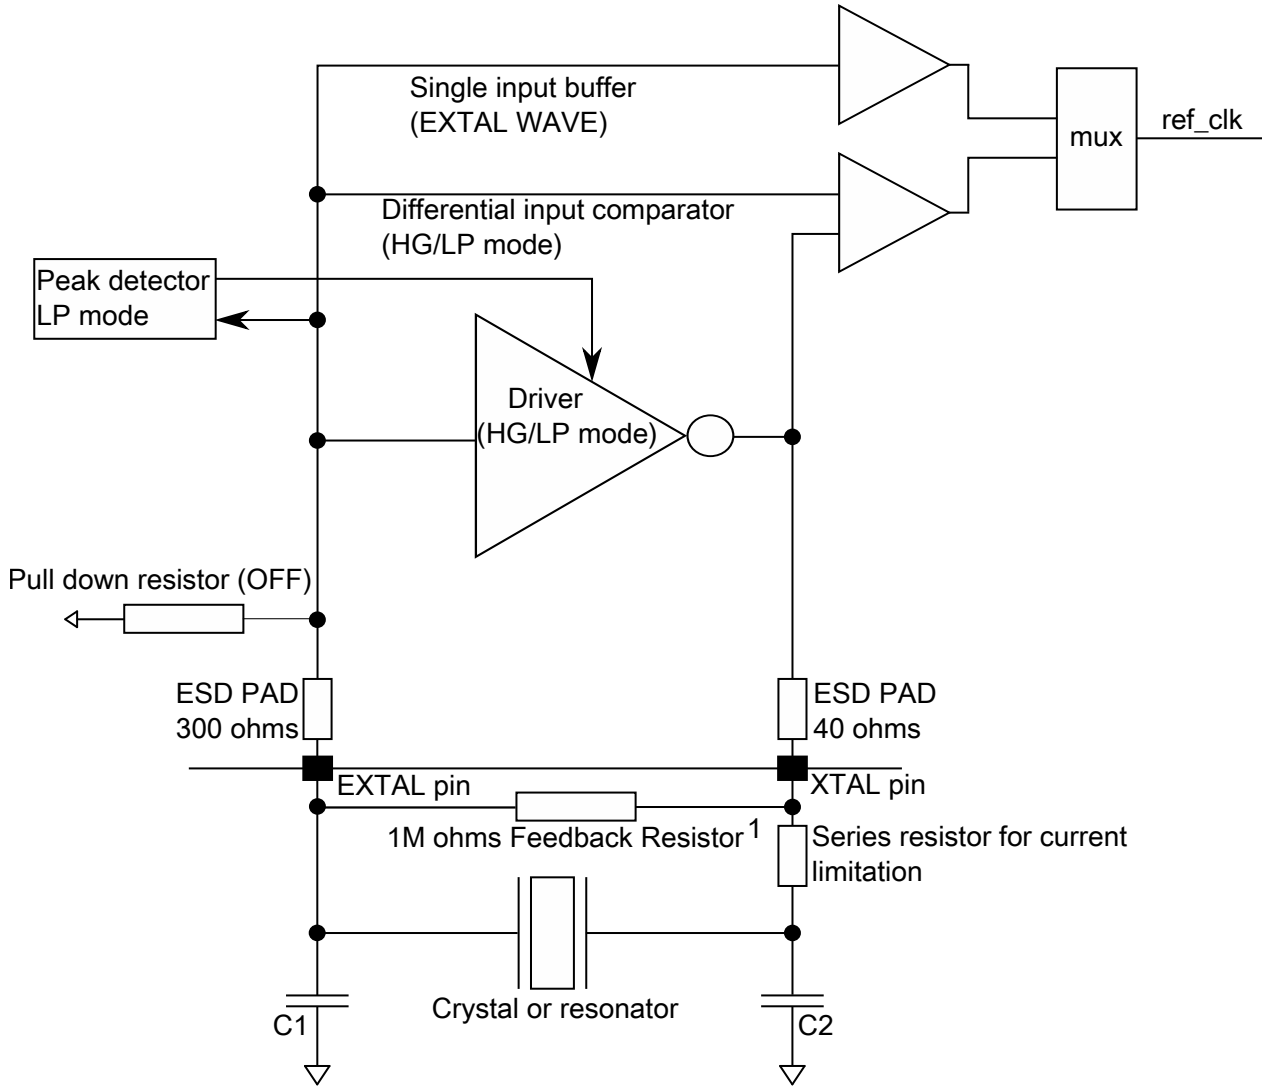 Single input buffer
(EXTAL WAVE)
mux
ref_clk
Differential input comparator
(HG/LP mode)
Peak detector
LP mode
Driver
(HG/LP mode)
Pull down resistor (OFF)
ESD PAD
300 ohms
ESD PAD
40 ohms
EXTAL pin
XTAL pin
1M ohms Feedback Resistor 1
Series resistor for current
limitation
Crystal or resonator
C1
C2